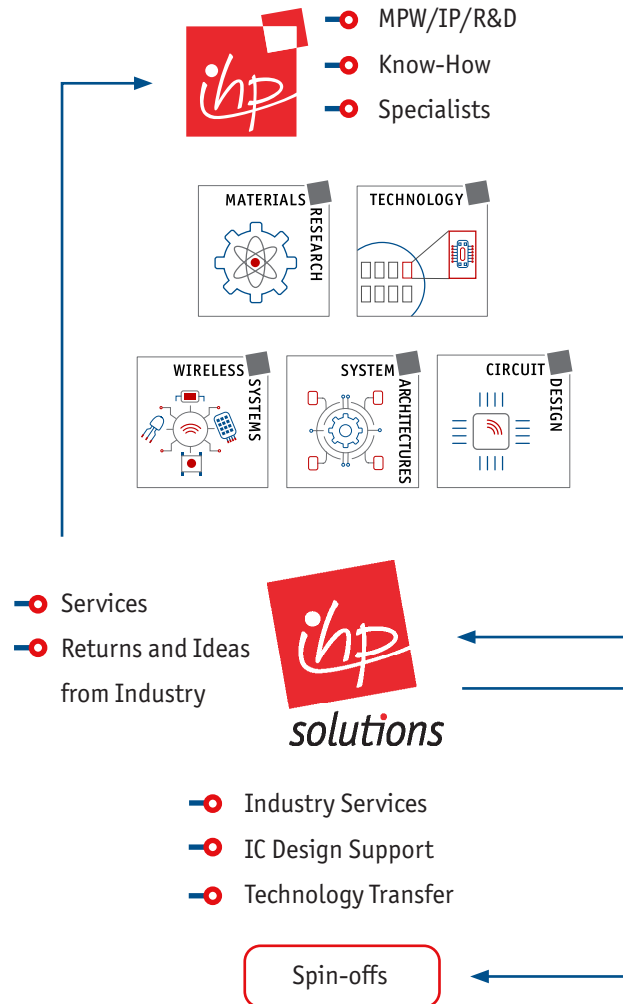 MPW/IP/R&D
ihp
Know-How
Specialists
MATERIALS
RESEARCH
TECHNOLOGY
WIRELESS
SYSTEMS
SYSTEM
ARCHITECTURES
CIRCUIT
DESIGN
Services
Returns and Ideas
from Industry
ihp
solutions
Industry Services
IC Design Support
Technology Transfer
Spin-offs